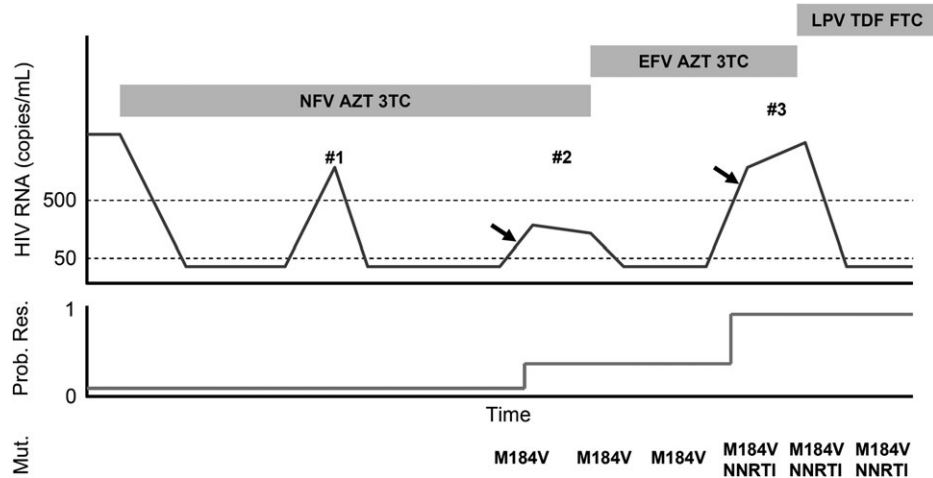 LPV TDF FTC
EFV AZT 3TC
NFV AZT 3TC
#1
#2
#3
HIV RNA (copies/mL)
500
50
Prob. Res.
1
0
Time
Mut.
M184V M184V M184V M184V M184V M184V
NNRTI NNRTI NNRTI